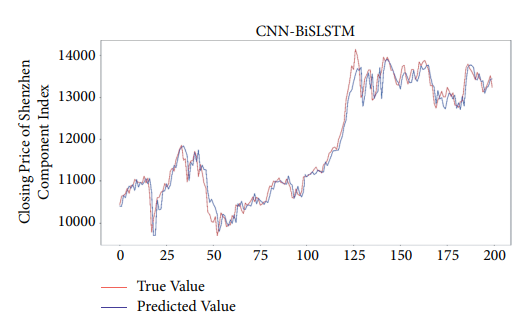 CNN-BiSLSTM
Closing Price of Shenzhen
Component Index
14000
13000
12000
11000
10000
0 25 50 75 100 125 150 175 200
True Value
Predicted Value